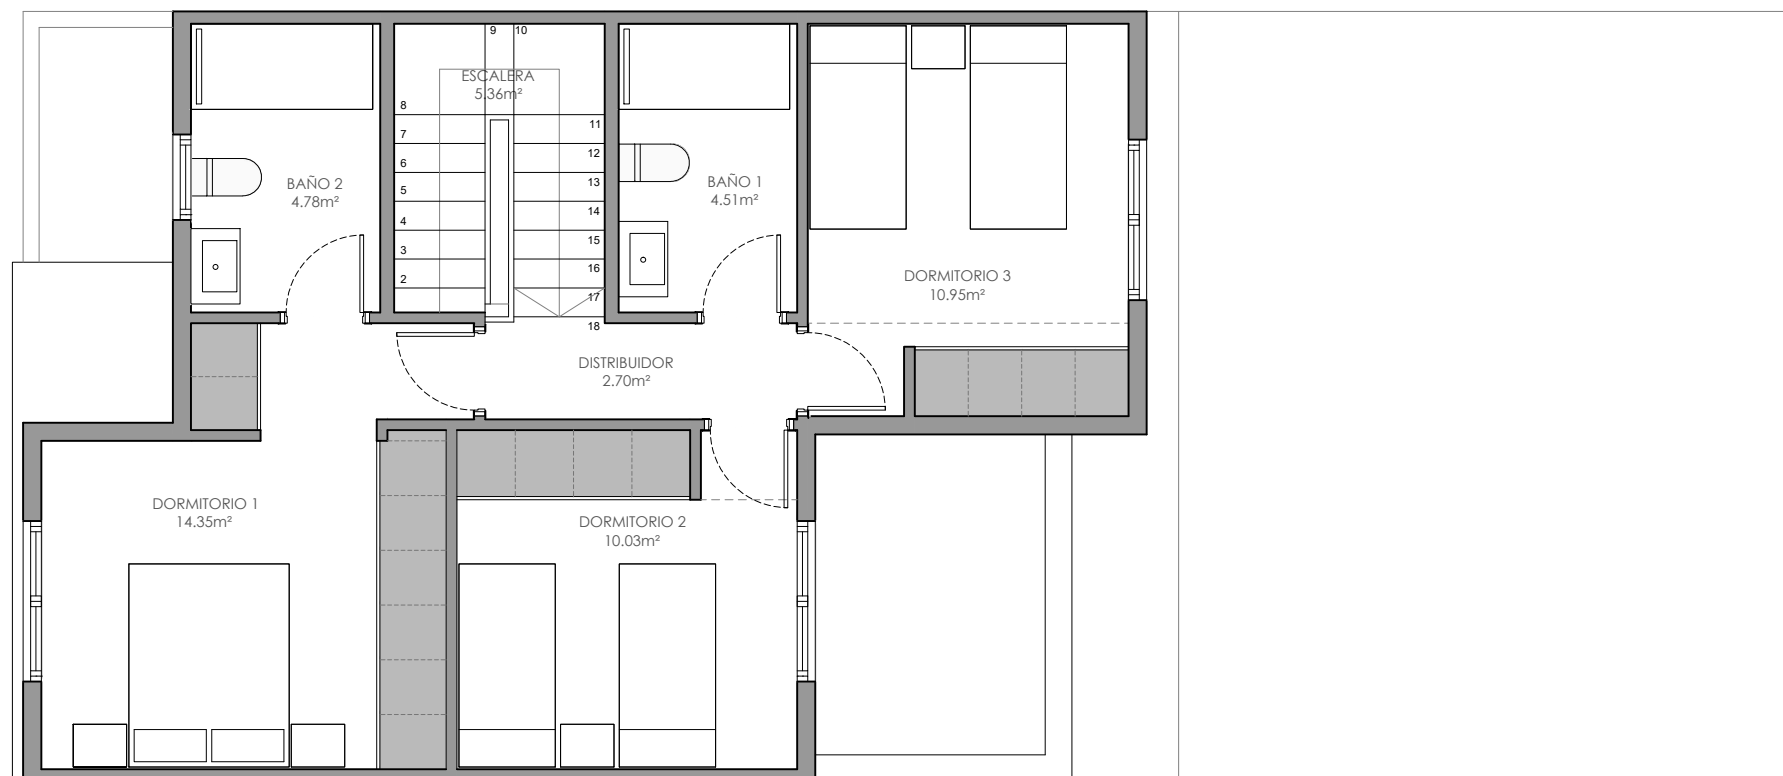 9
10
ESCALERA
5.36m²
8
7
6
5
4
3
2
11
12
13
14
15
16
17
18
BAÑO 2
4.78m²
BAÑO 1
4.51m²
DORMITORIO 3
10.95m²
DISTRIBUIDOR
2.70m²
DORMITORIO 1
14.35m²
DORMITORIO 2
10.03m²